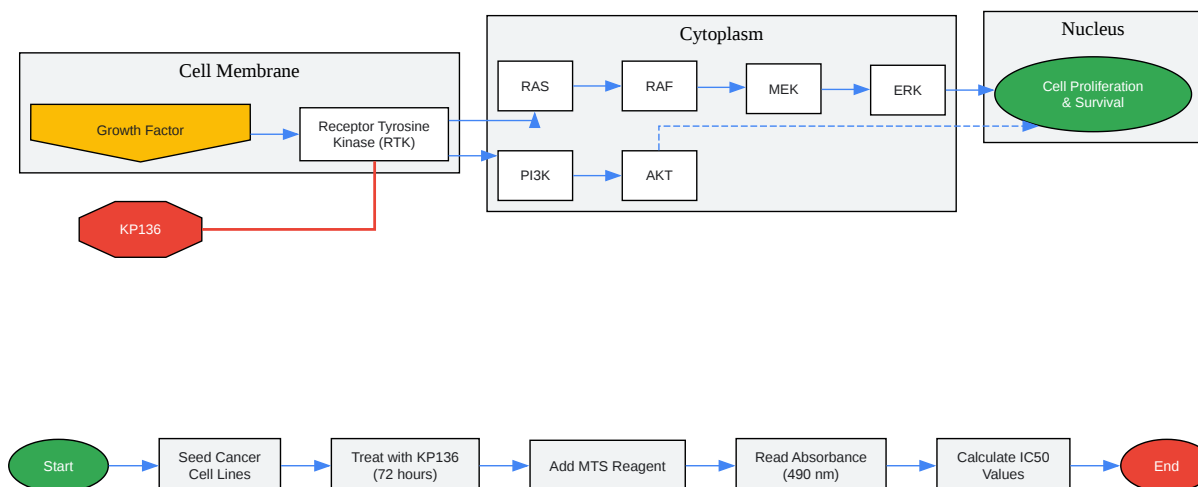 Cell Membrane
Growth Factor
Receptor Tyrosine
Kinase (RTK)
KP136
Cytoplasm
RAS
RAF
MEK
ERK
PI3K
AKT
Nucleus
Cell Proliferation
& Survival
Start
Seed Cancer
Cell Lines
Treat with KP136
(72 hours)
Add MTS Reagent
Read Absorbance
(490 nm)
Calculate IC50
Values
End